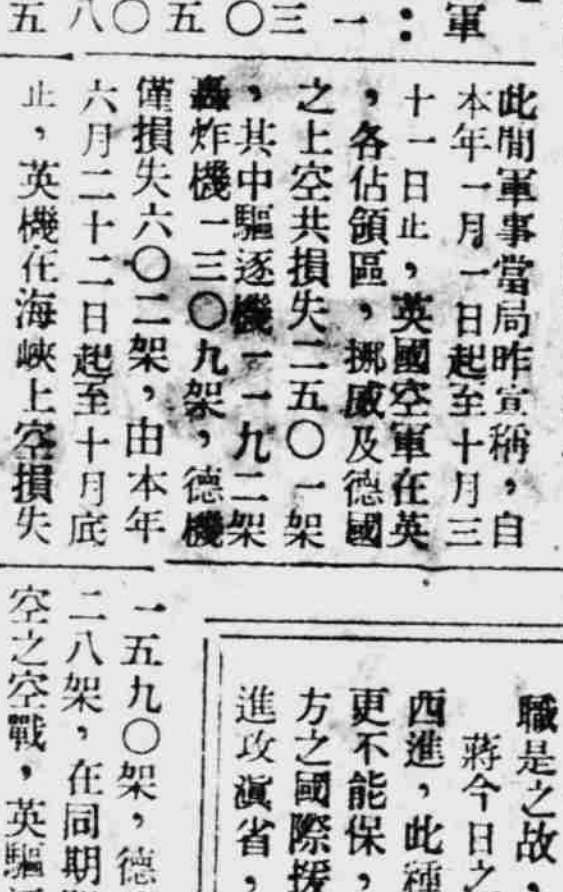 軍：一三〇五〇八五
此間軍事當局昨宣稱，自
本年一月一日起至十月三
十一日止，英國空軍在英
，各佔領區，挪威及德國
之上空共損失二五〇一架
，其中驅逐機一一九二架
轟炸機一三〇九架，德機
僅損失六〇二架，由本年
六月二十二日起至十月底
止，英機在海峽上空損失
一五九〇架，德
二八架，在同期
空之空戰，英驅
職是之故，
蔣今日之
西進，此種
更不能保，
方之國際援
進攻滇省，